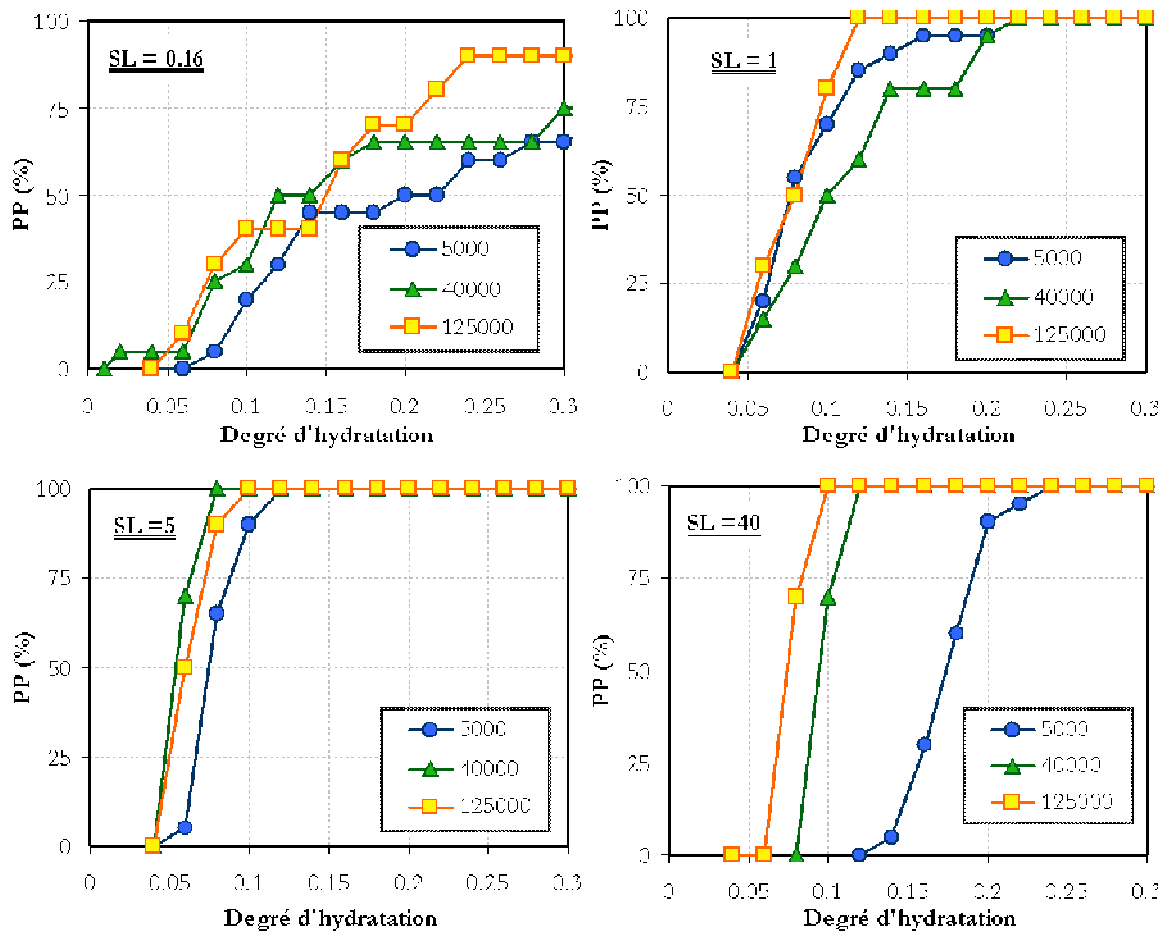 SL = 0.16
PP (%)
100
75
50
25
0
0 0.05 0.1 0.15 0.2 0.25 0.3
Degré d'hydratation
5000
40000
125000
SL = 1
PP (%)
100
75
50
25
0
0 0.05 0.1 0.15 0.2 0.25 0.3
Degré d'hydratation
5000
40000
125000
SL =5
PP (%)
100
75
50
25
0
0 0.05 0.1 0.15 0.2 0.25 0.3
Degré d'hydratation
5000
40000
125000
SL =40
PP (%)
100
75
50
25
0
0 0.05 0.1 0.15 0.2 0.25 0.3
Degré d'hydratation
5000
40000
125000